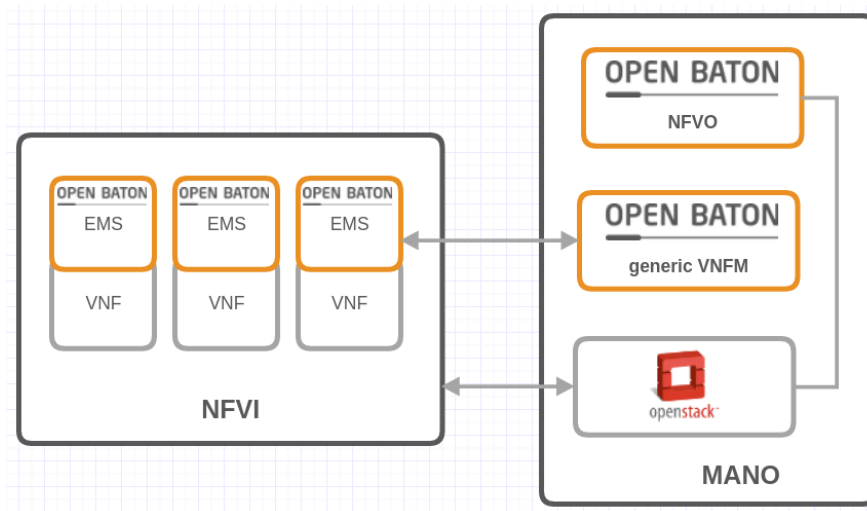 OPEN BATON
NFVO
OPEN BATON
generic VNFM
openstack
MANO
OPEN BATON
EMS
VNF
OPEN BATON
EMS
VNF
OPEN BATON
EMS
VNF
NFVI